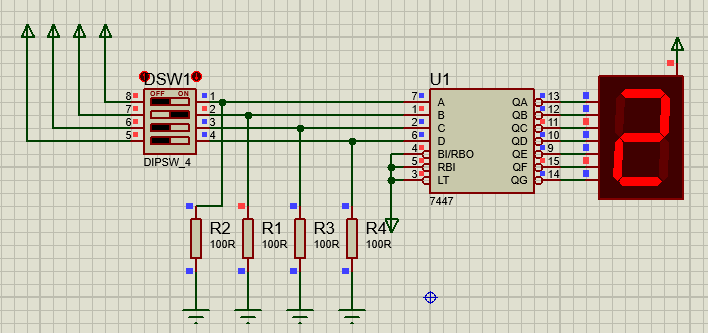 DSW1
OFF ON
8 1
7 2
6 3
5 4
DIPSW_4
U1
7 A QA 13
1 B QB 12
2 C QC 11
6 D QD 10
4 BI/RBO QE 9
5 RBI QF 15
3 LT QG 14
7447
2
R2
100R
R1
100R
R3
100R
R4
100R